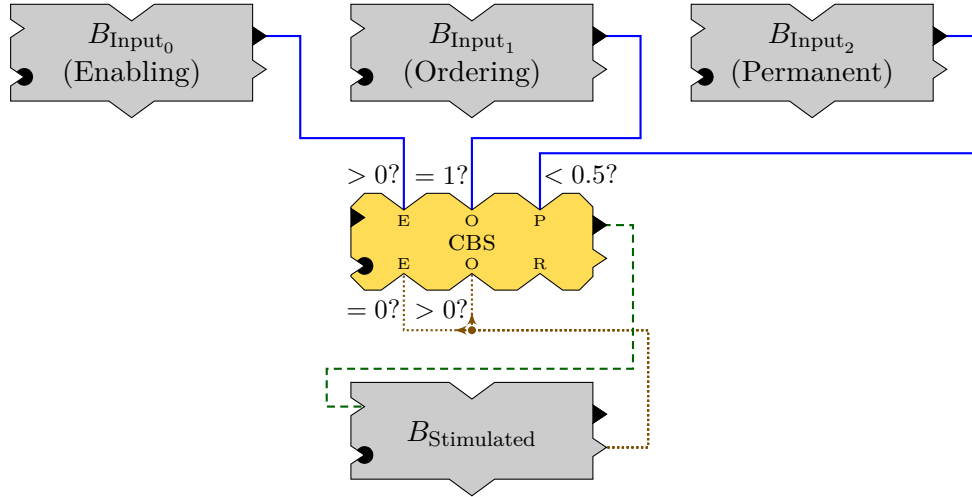 B_Input_0
(Enabling)
B_Input_1
(Ordering)
B_Input_2
(Permanent)
> 0? = 1? < 0.5?
E O P
CBS
E O R
= 0? > 0?
B_Stimulated